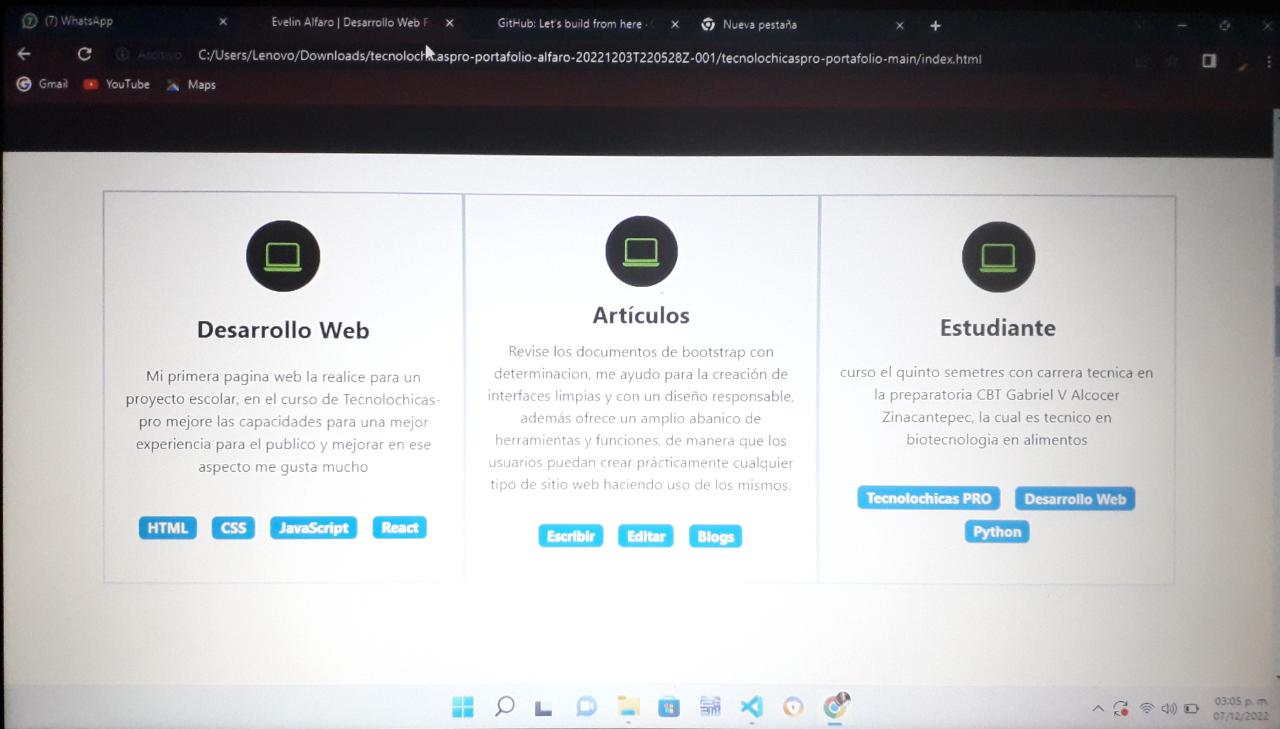 (7) WhatsApp
Evelin Alfaro | Desarrollo Web F
GitHub: Let's build from here ·
Nueva pestaña
Archivo
C:/Users/Lenovo/Downloads/tecnolochicaspro-portafolio-alfaro-20221203T220528Z-001/tecnolochicaspro-portafolio-main/index.html
Gmail
YouTube
Maps
Desarrollo Web
Mi primera pagina web la realice para un
proyecto escolar, en el curso de Tecnolochicas-
pro mejore las capacidades para una mejor
experiencia para el publico y mejorar en ese
aspecto me gusta mucho
HTML CSS JavaScript React
Artículos
Revise los documentos de bootstrap con
determinacion, me ayudo para la creación de
interfaces limpias y con un diseño responsable,
además ofrece un amplio abanico de
herramientas y funciones, de manera que los
usuarios puedan crear prácticamente cualquier
tipo de sitio web haciendo uso de los mismos.
Escribir Editar Blogs
Estudiante
curso el quinto semetres con carrera tecnica en
la preparatoria CBT Gabriel V Alcocer
Zinacantepec, la cual es tecnico en
biotecnologia en alimentos
Tecnolochicas PRO Desarrollo Web
Python
03:05 p. m.
07/12/2022